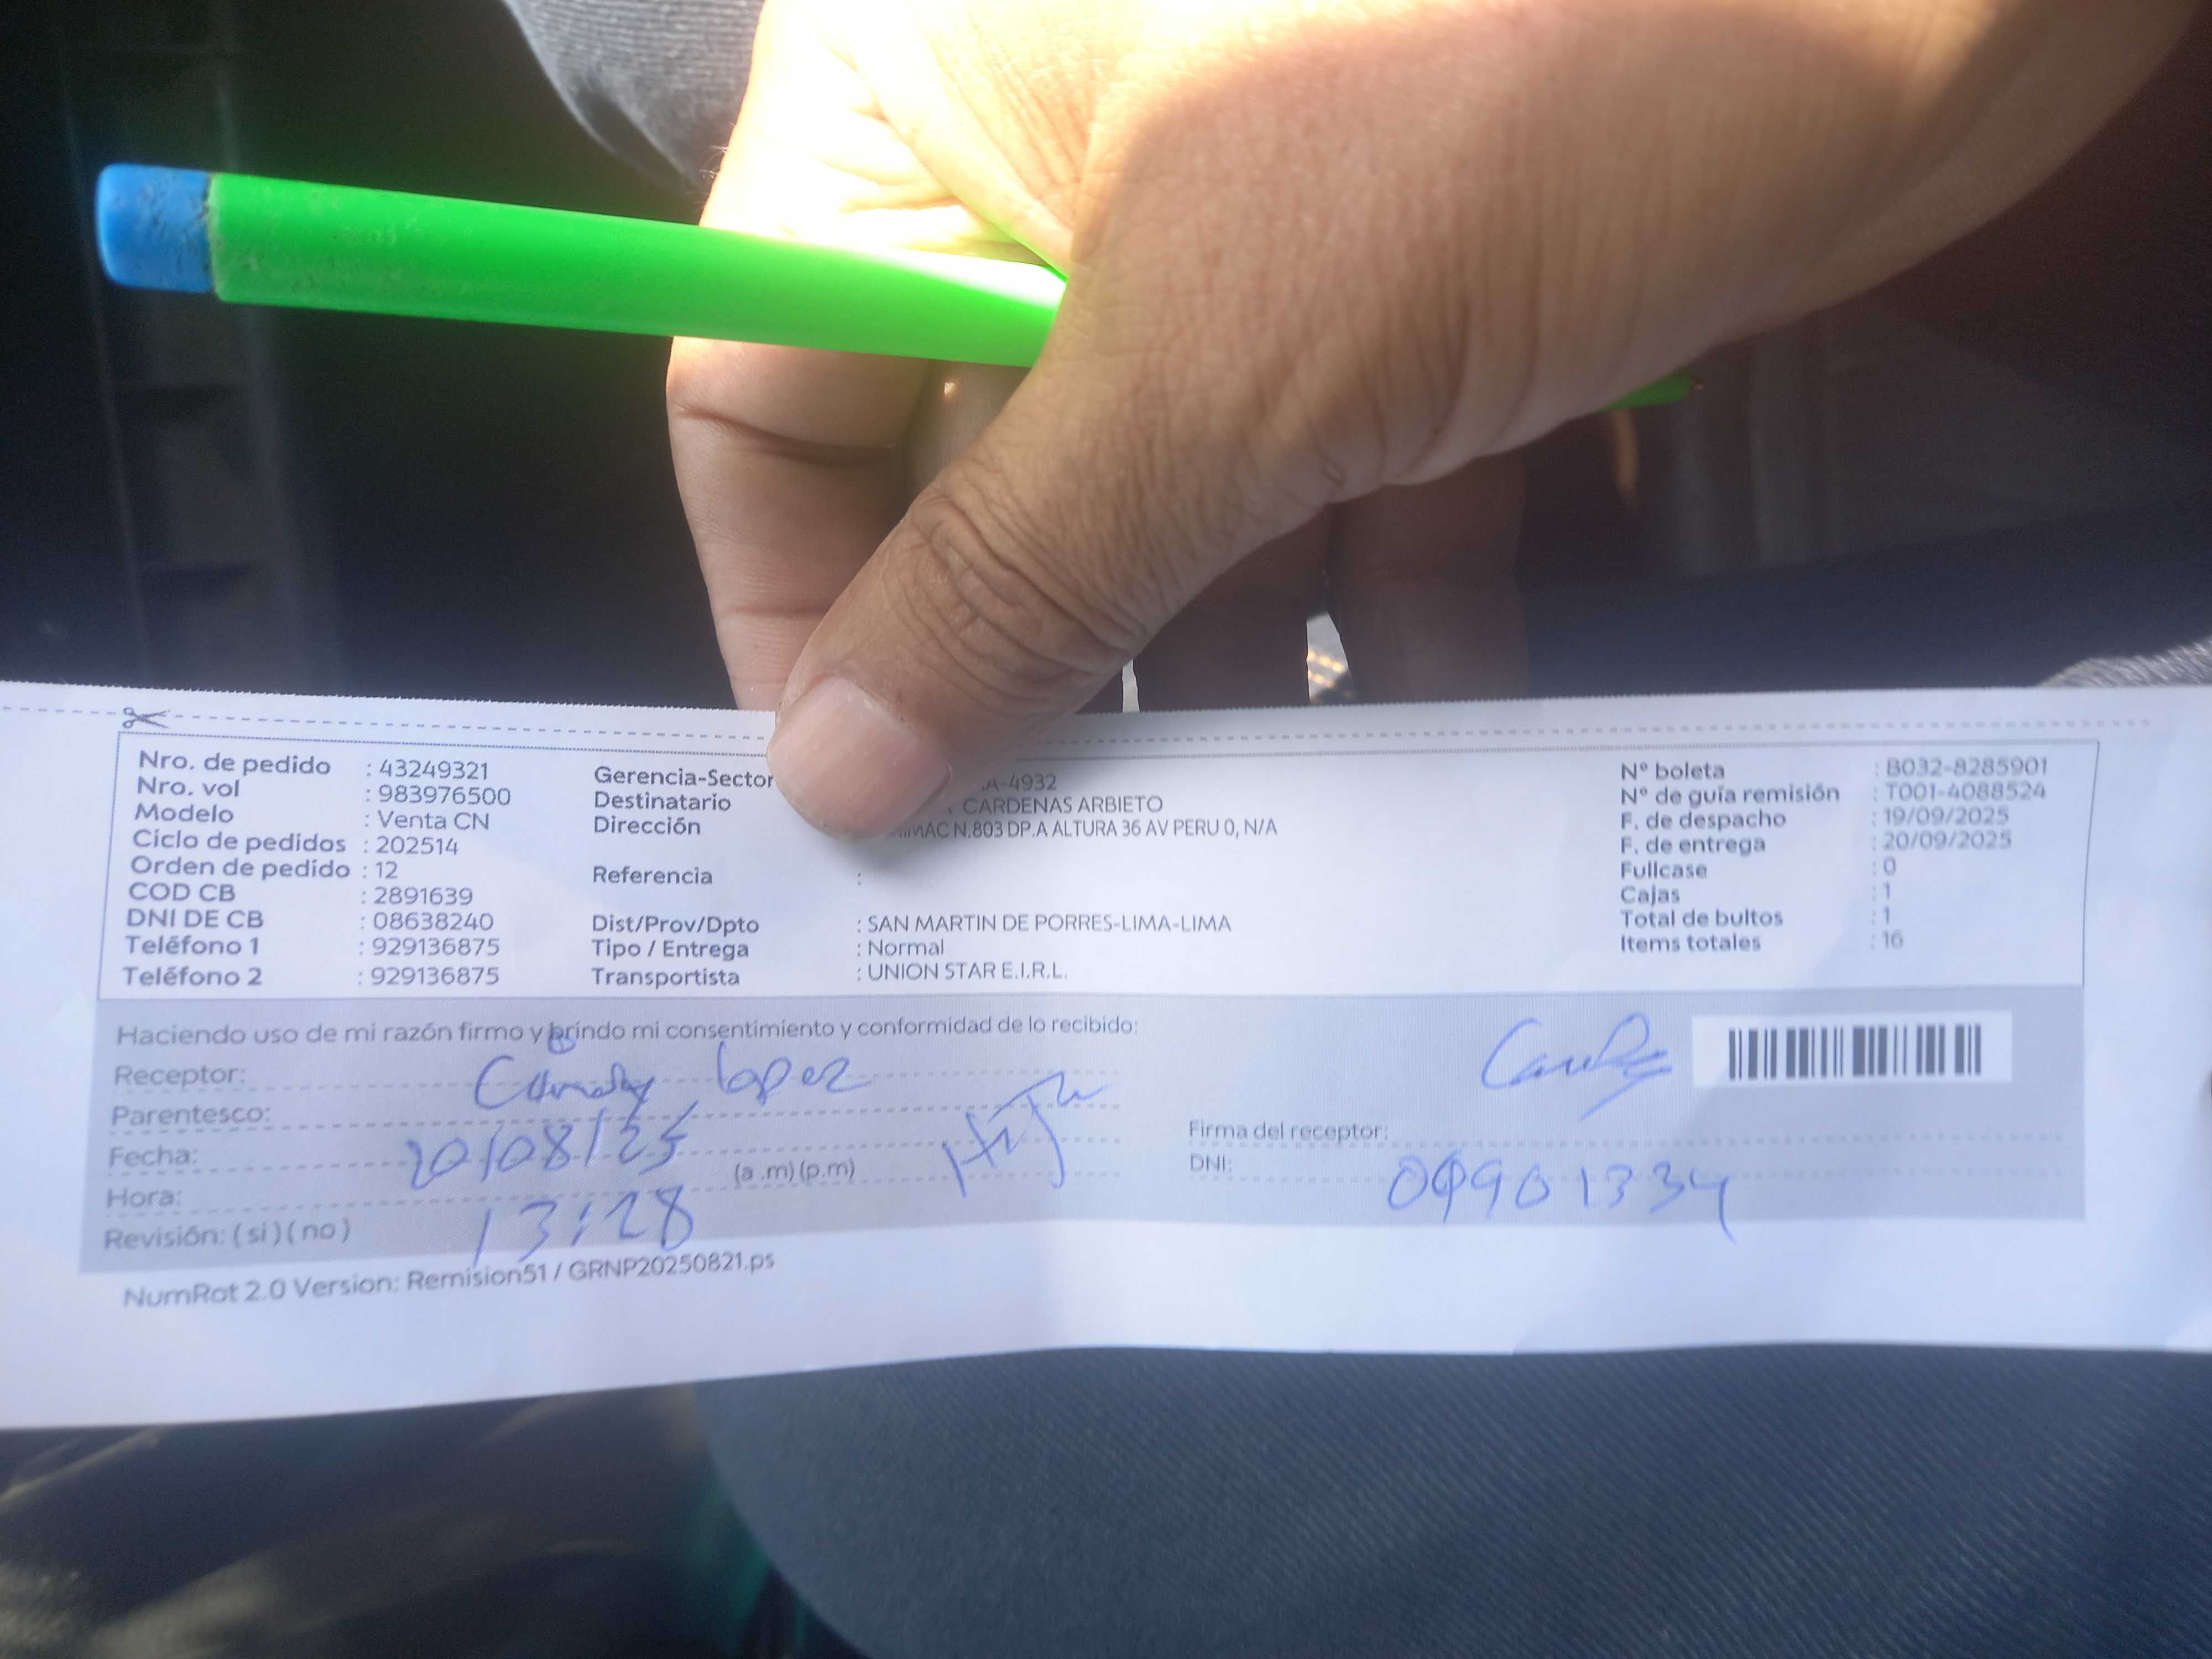 Nro. de pedido : 43249321
Nro. vol : 983976500
Modelo : Venta CN
Ciclo de pedidos : 202514
Orden de pedido : 12
COD CB : 2891639
DNI DE CB : 08638240
Teléfono 1 : 929136875
Teléfono 2 : 929136875
Gerencia-Sector A-4932
Destinatario CARDENAS ARBIETO
Dirección N.803 DP.A ALTURA 36 AV PERU 0, N/A
Referencia :
Dist/Prov/Dpto : SAN MARTIN DE PORRES-LIMA-LIMA
Tipo / Entrega : Normal
Transportista : UNION STAR E.I.R.L.
N° boleta : B032-8285901
N° de guía remisión : T001-4088524
F. de despacho : 19/09/2025
F. de entrega : 20/09/2025
Fullcase : 0
Cajas : 1
Total de bultos : 1
Items totales : 16
Haciendo uso de mi razón firmo y brindo mi consentimiento y conformidad de lo recibido:
Receptor: Lopez
Parentesco:
Fecha: 20/08/25
Hora: 13:28 (a .m) (p.m)
Revisión: ( si ) ( no )
Firma del receptor:
DNI:
NumRot 2.0 Version: Remision51 / GRNP20250821.ps